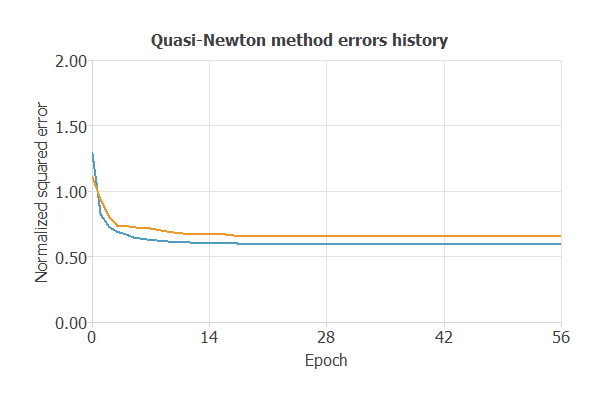 Quasi-Newton method errors history
2.00
1.50
1.00
0.50
0.00
Normalized squared error
0 14 28 42 56
Epoch